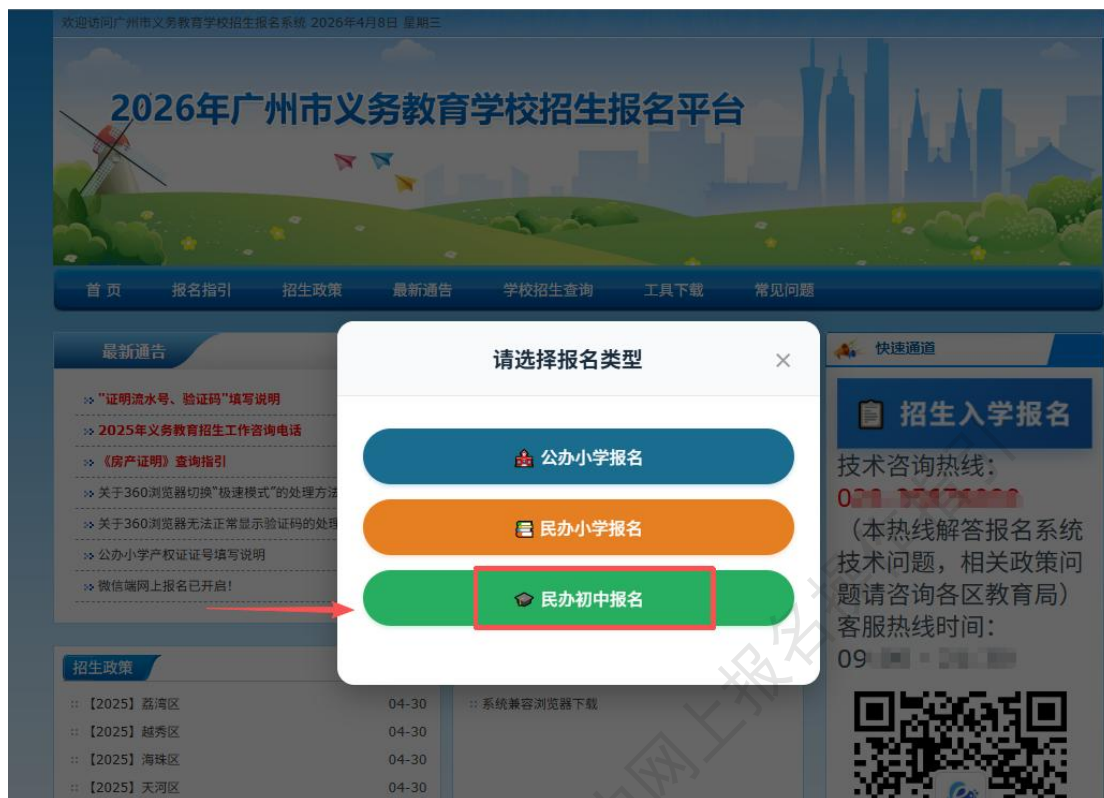 欢迎访问广州市义务教育学校招生报名系统 2026年4月8日 星期三
2026年广州市义务教育学校招生报名平台
首 页 报名指引 招生政策 最新通告 学校招生查询 工具下载 常见问题
最新通告
"证明流水号、验证码"填写说明
2025年义务教育招生工作咨询电话
《房产证明》查询指引
关于360浏览器切换"极速模式"的处理方法
关于360浏览器无法正常显示验证码的处理
公办小学产权证证号填写说明
微信端网上报名已开启！
请选择报名类型
×
公办小学报名
民办小学报名
民办初中报名
快速通道
招生入学报名
技术咨询热线：
（本热线解答报名系统
技术问题，相关政策问
题请咨询各区教育局）
客服热线时间：
09
招生政策
【2025】荔湾区 04-30
【2025】越秀区 04-30
【2025】海珠区 04-30
【2025】天河区 04-30
系统兼容浏览器下载
网上报名操作指引